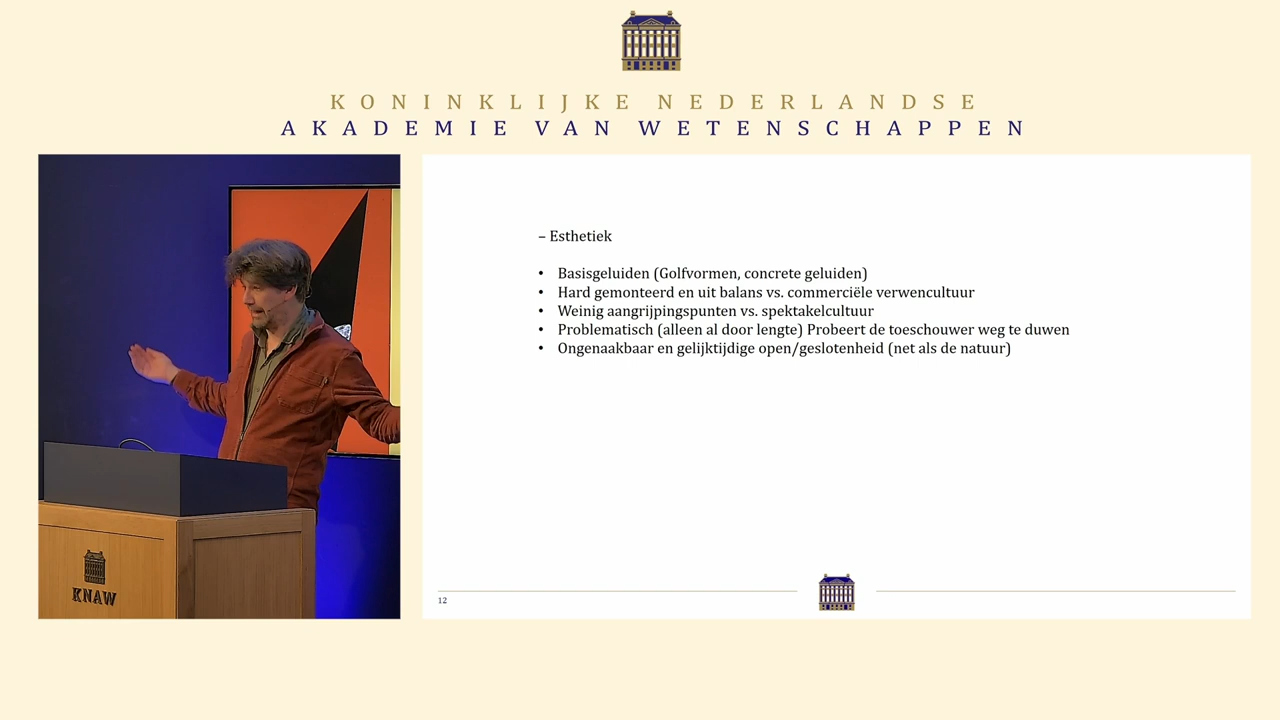 KONINKLIJKE NEDERLANDSE
AKADEMIE VAN WETENSCHAPPEN
– Esthetiek
• Basisgeluiden (Golfvormen, concrete geluiden)
• Hard gemonteerd en uit balans vs. commerciële verwencultuur
• Weinig aangrijpingspunten vs. spektakelcultuur
• Problematisch (alleen al door lengte) Probeert de toeschouwer weg te duwen
• Ongenaakbaar en gelijktijdige open/geslotenheid (net als de natuur)
12
KNAW